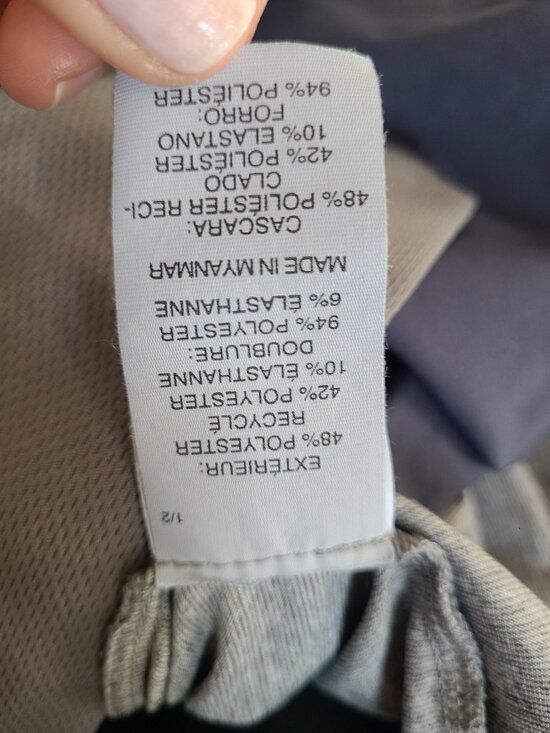 1/2
EXTÉRIEUR:
48% POLYESTER
RECYCLÉ
42% POLYESTER
10% ÉLASTHANNE
DOUBLURE:
94% POLYESTER
6% ÉLASTHANNE
MADE IN MYANMAR
CASCARA:
48% POLIÉSTER RECI-
CLADO
42% POLIÉSTER
10% ELASTANO
FORRO:
94% POLIÉSTER